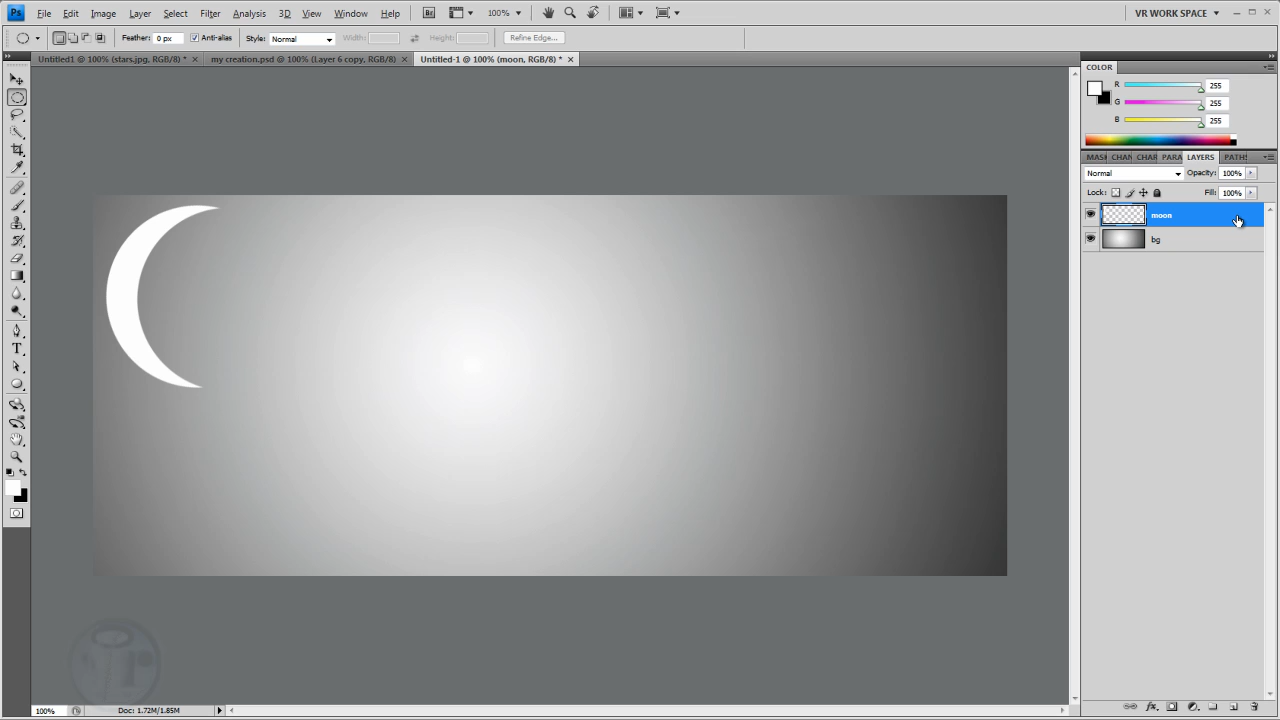 Ps File Edit Image Layer Select Filter Analysis 3D View Window Help Br 100% VR WORK SPACE
Feather: 0 px Anti-alias Style: Normal Width: Height: Refine Edge...
Untitled1 @ 100% (stars.jpg, RGB/8) * × my creation.psd @ 100% (Layer 6 copy, RGB/8) × Untitled-1 @ 100% (moon, RGB/8) * ×
COLOR
R 255
G 255
B 255
MASK CHAN CHAR PARA LAYERS PATHS
Normal Opacity: 100%
Lock: Fill: 100%
moon
bg
100% Doc: 1.72M/1.85M